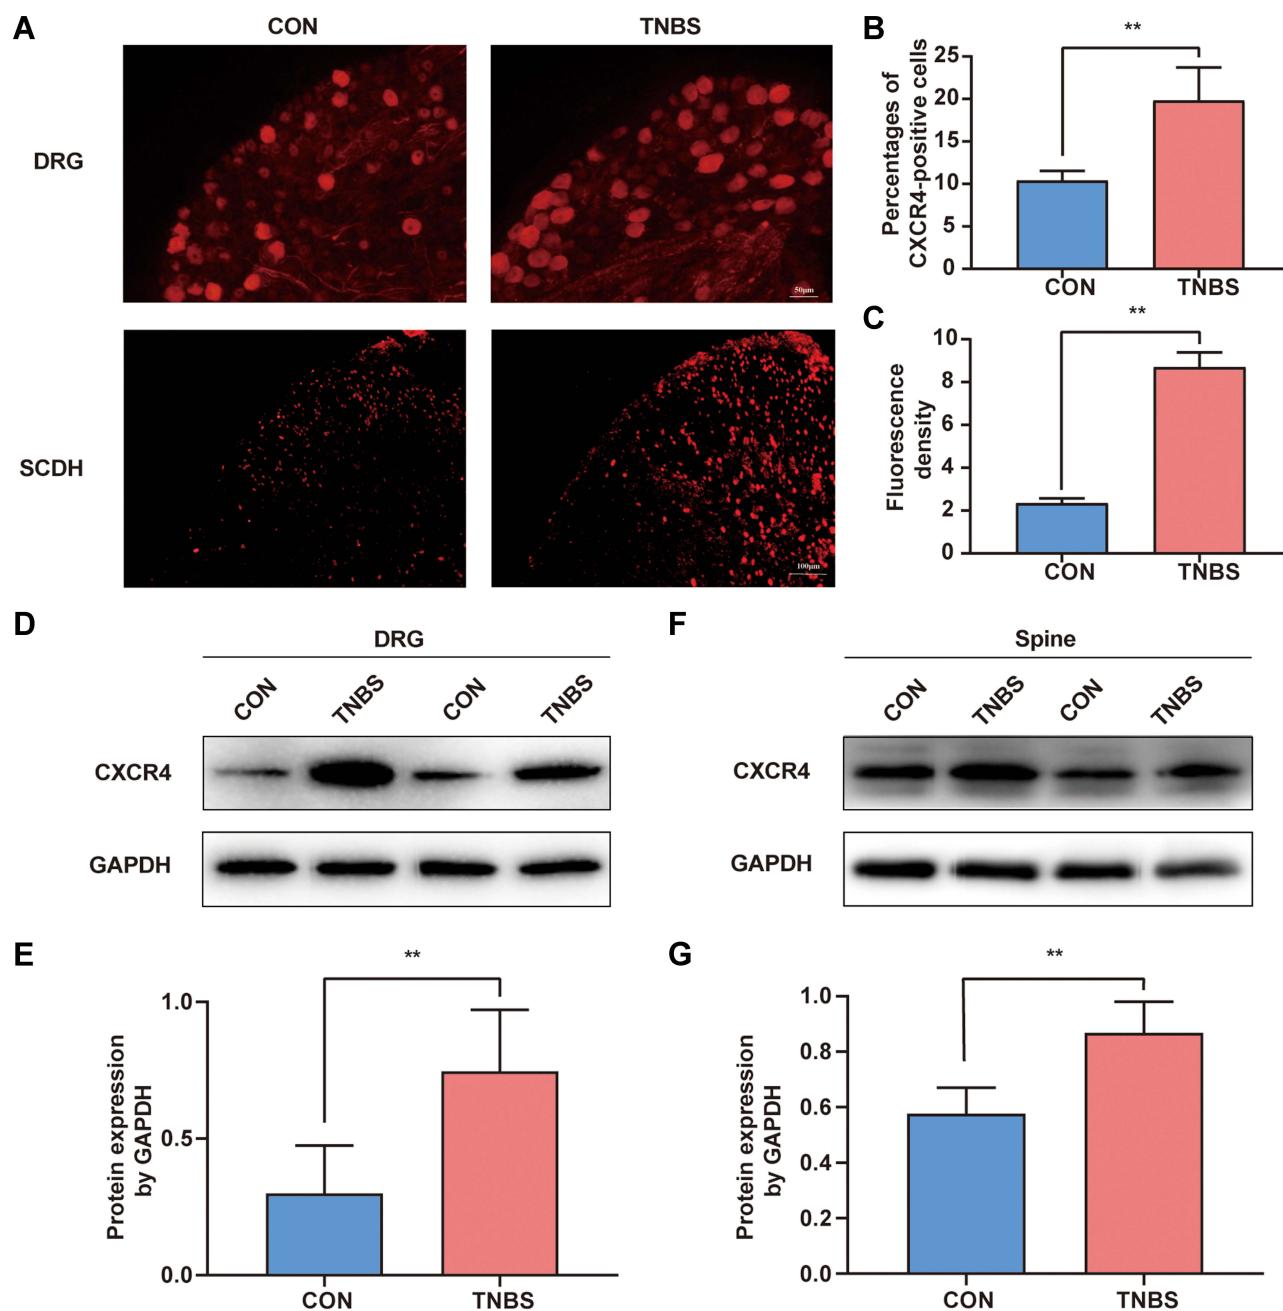 A
CON
TNBS
DRG
50μm
SCDH
100μm
B
**
Percentages of
CXCR4-positive cells
25
20
15
10
5
0
CON
TNBS
C
**
Fluorescence
density
10
8
6
4
2
0
CON
TNBS
D
DRG
CON
TNBS
CON
TNBS
CXCR4
GAPDH
F
Spine
CON
TNBS
CON
TNBS
CXCR4
GAPDH
E
**
Protein expression
by GAPDH
1.0
0.5
0.0
CON
TNBS
G
**
Protein expression
by GAPDH
1.0
0.8
0.6
0.4
0.2
0.0
CON
TNBS